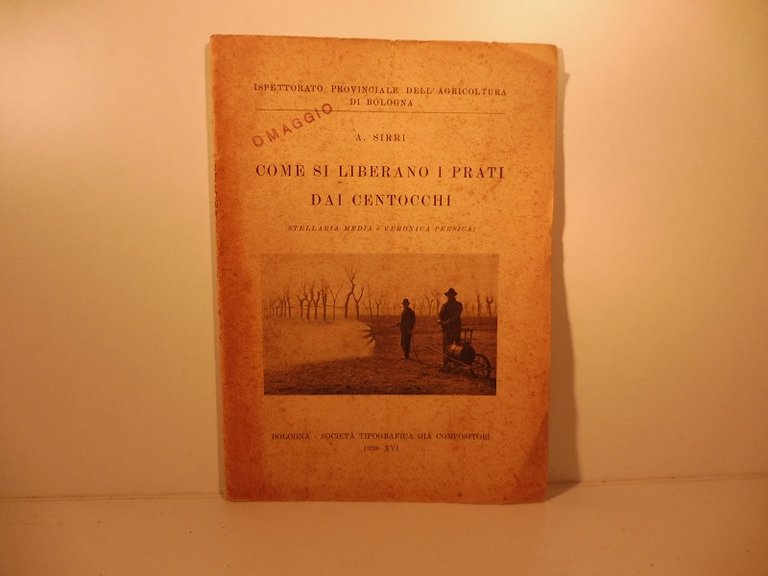 ISPETTORATO PROVINCIALE DELL'AGRICOLTURA
DI BOLOGNA
OMAGGIO
A. SIRRI
COME SI LIBERANO I PRATI
DAI CENTOCCHI
STELLARIA MEDIA e VERONICA PERSICA)
BOLOGNA - SOCIETÀ TIPOGRAFICA GIÀ COMPOSITORI
1938-XVI